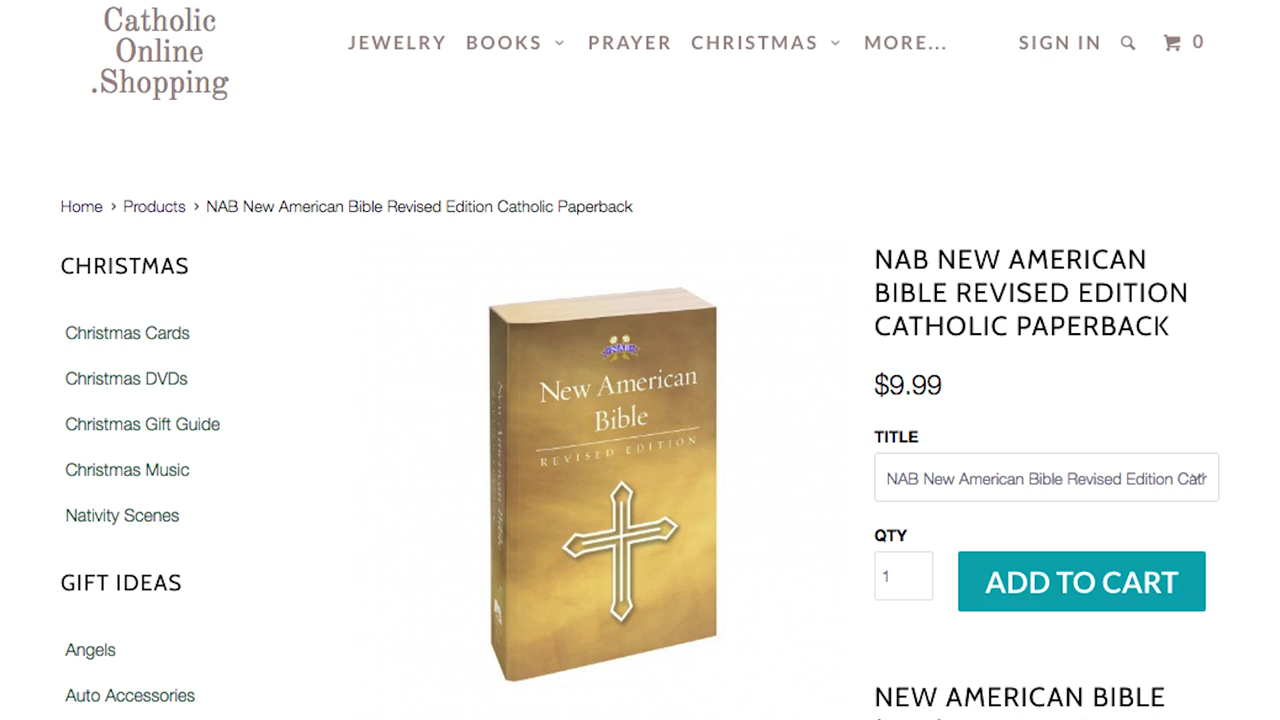 Catholic
Online
.Shopping
JEWELRY BOOKS PRAYER CHRISTMAS MORE... SIGN IN 0
Home › Products › NAB New American Bible Revised Edition Catholic Paperback
CHRISTMAS
Christmas Cards
Christmas DVDs
Christmas Gift Guide
Christmas Music
Nativity Scenes
GIFT IDEAS
Angels
Auto Accessories
NAB
New American
Bible
REVISED EDITION
New American Bible
NAB NEW AMERICAN
BIBLE REVISED EDITION
CATHOLIC PAPERBACK
$9.99
TITLE
NAB New American Bible Revised Edition
QTY
1
ADD TO CART
NEW AMERICAN BIBLE